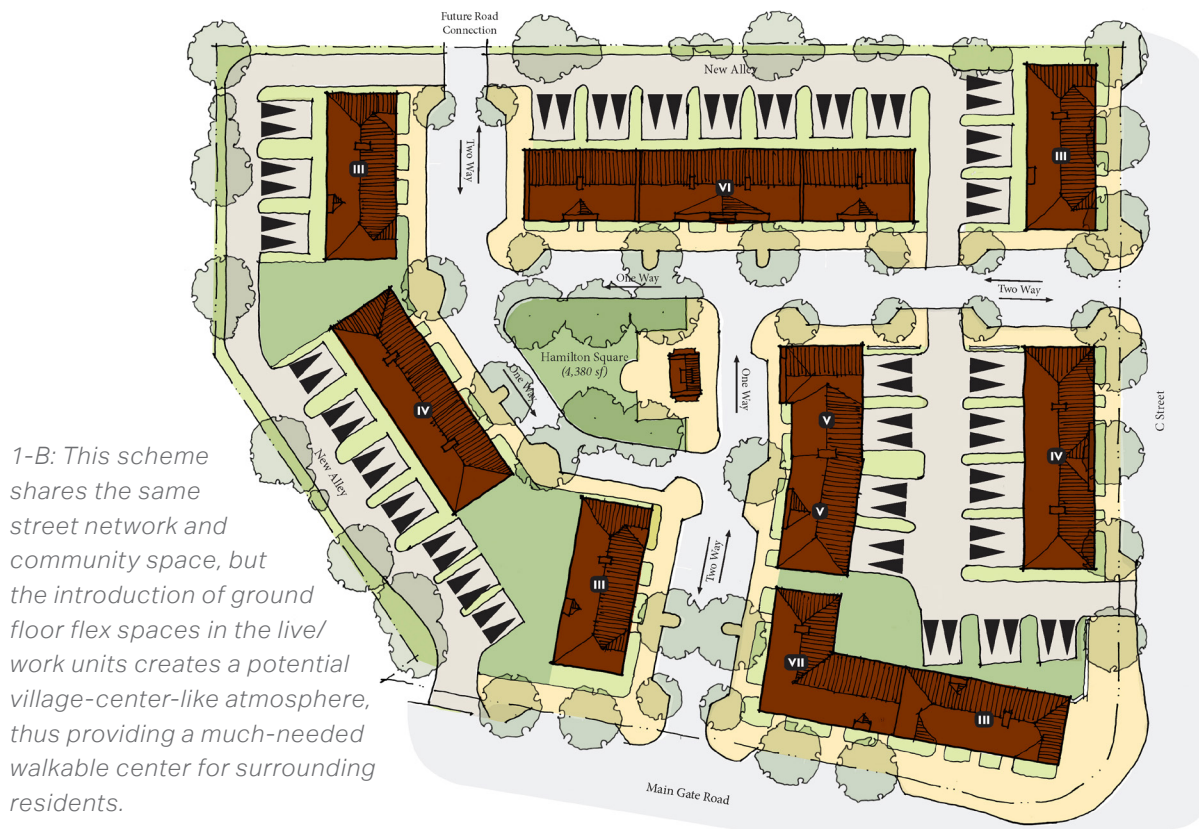 Future Road
Connection
New Alley
III
Two Way
VI
III
One Way
Two Way
Hamilton Square
(4,380 sf)
One Way
One Way
IV
V
IV
C Street
New Alley
V
Two Way
III
VII
III
Main Gate Road
1-B: This scheme
shares the same
street network and
community space, but
the introduction of ground
floor flex spaces in the live/
work units creates a potential
village-center-like atmosphere,
thus providing a much-needed
walkable center for surrounding
residents.